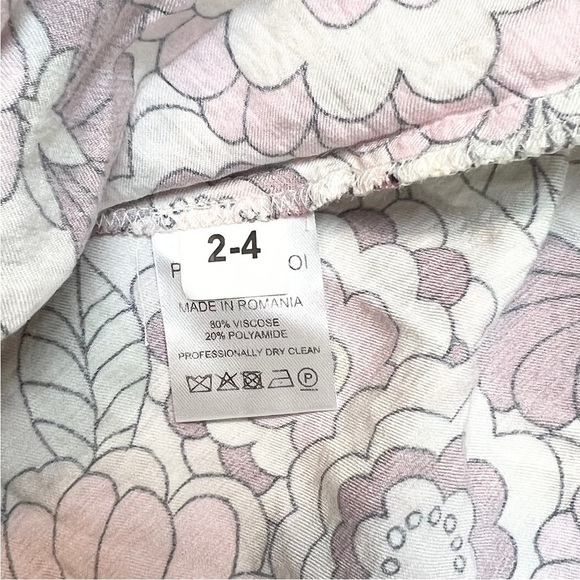 2-4
MADE IN ROMANIA
80% VISCOSE
20% POLYAMIDE
PROFESSIONALLY DRY CLEAN
P